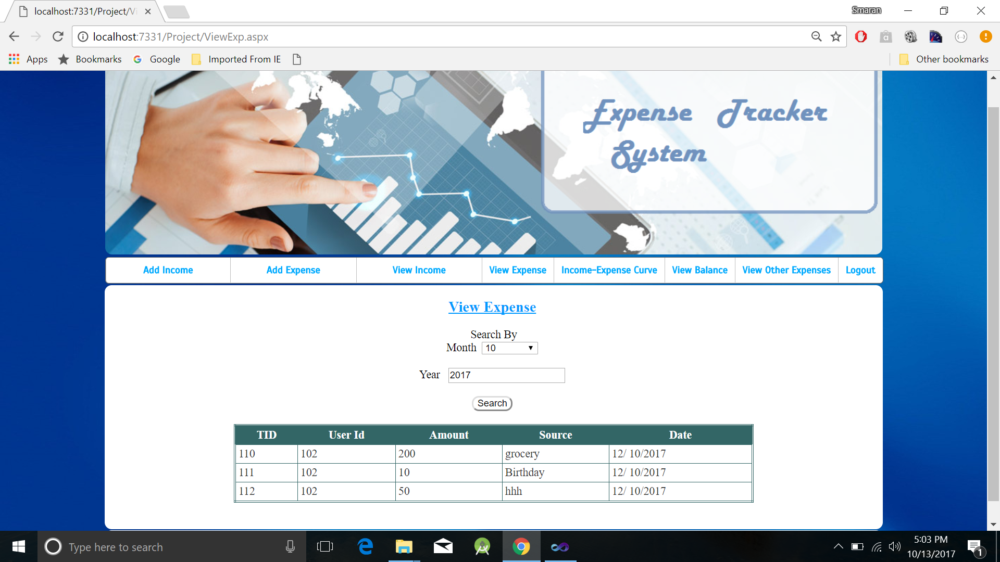 localhost:7331/Project/Vi
Smaran
localhost:7331/Project/ViewExp.aspx
Apps Bookmarks Google Imported From IE Other bookmarks
Expense Tracker
System
Add Income Add Expense View Income View Expense Income-Expense Curve View Balance View Other Expenses Logout
View Expense
Search By
Month 10
Year 2017
Search
TID User Id Amount Source Date
110 102 200 grocery 12/ 10/2017
111 102 10 Birthday 12/ 10/2017
112 102 50 hhh 12/ 10/2017
Type here to search
5:03 PM
10/13/2017
1